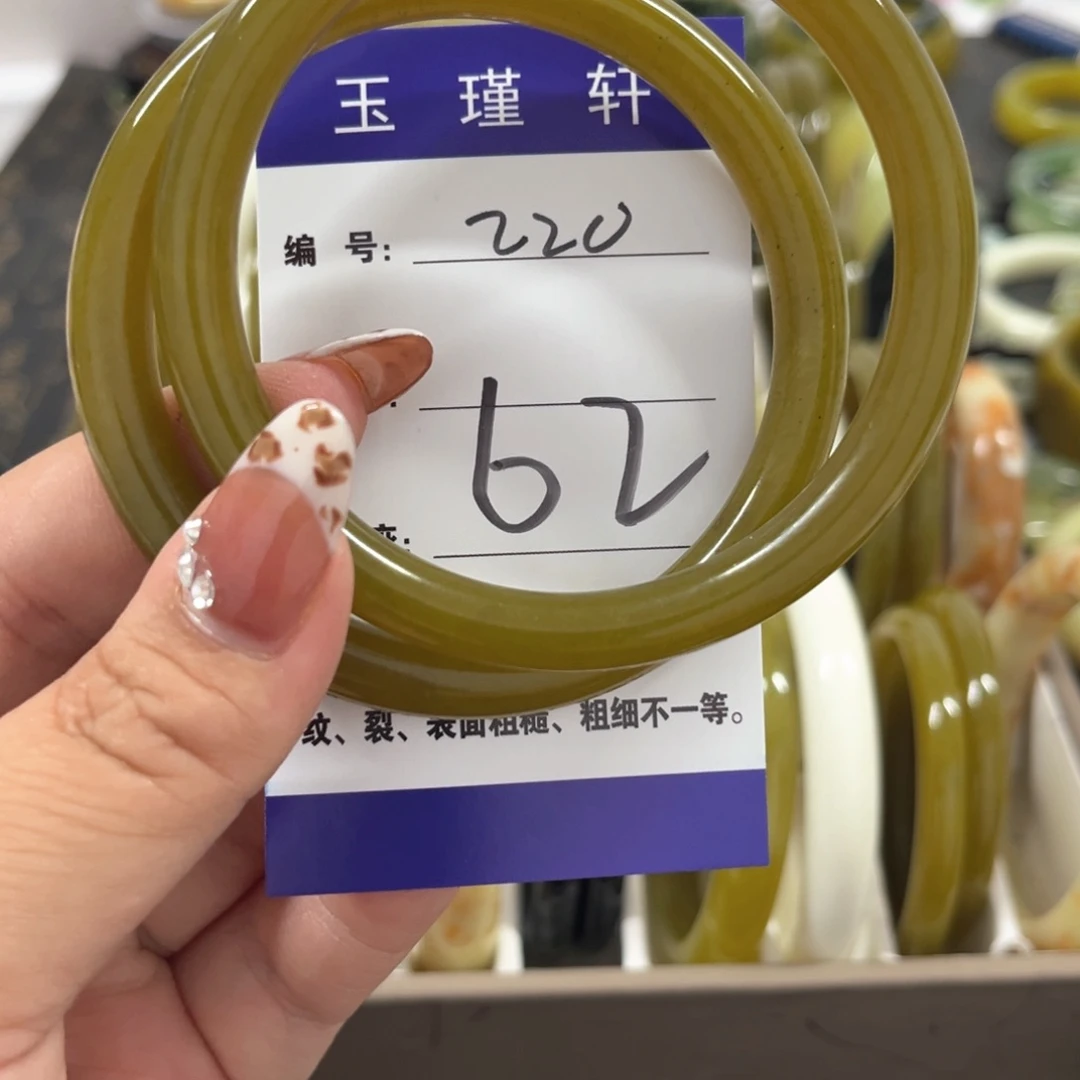 玉瑾轩
编 号: 220
62
纹、裂、表面粗糙、粗细不一等。